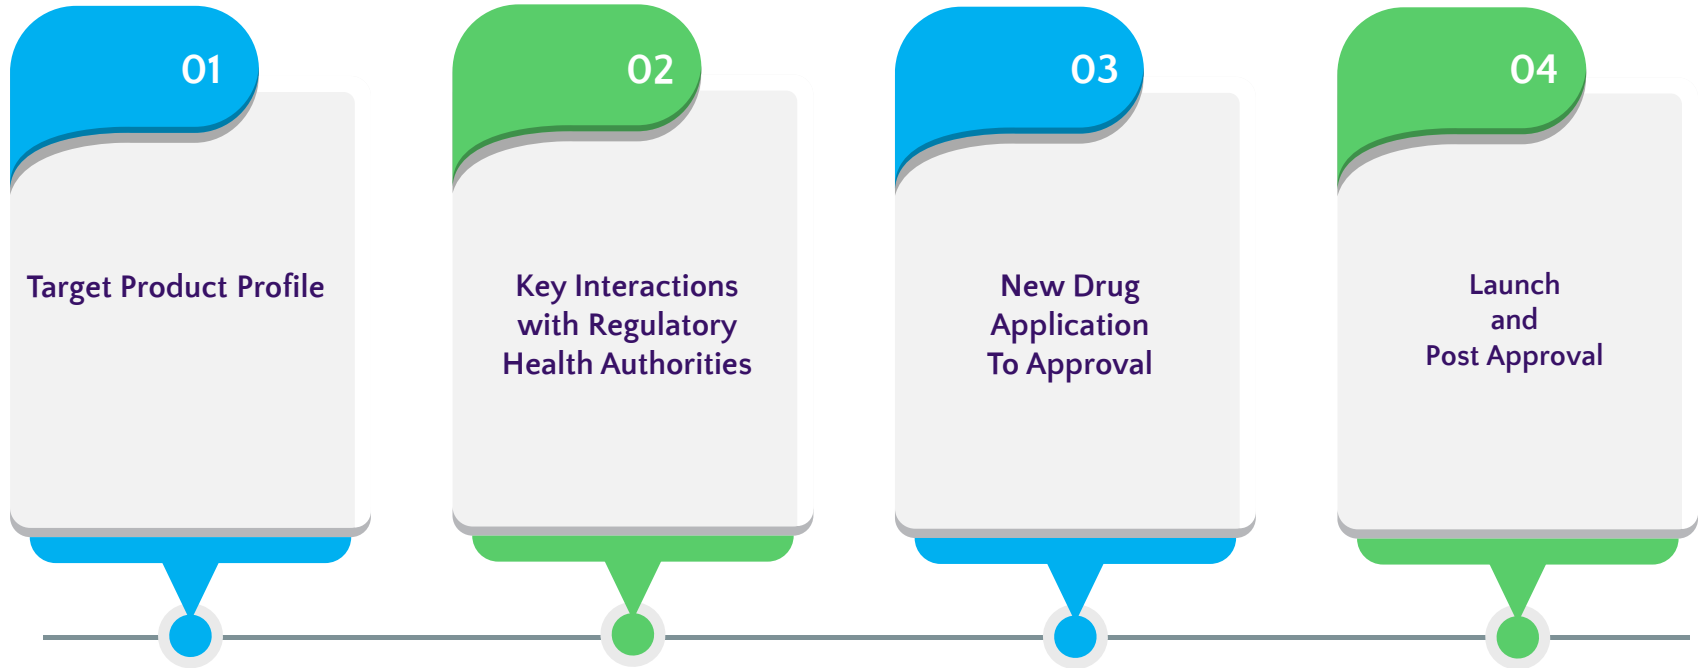 01
Target Product Profile
02
Key Interactions
with Regulatory
Health Authorities
03
New Drug
Application
To Approval
04
Launch
and
Post Approval